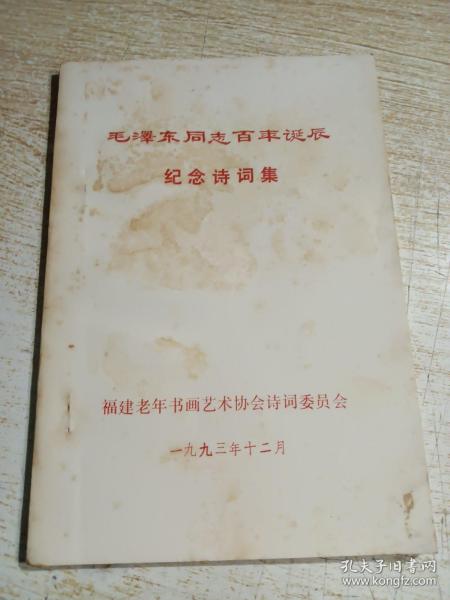 毛澤东同志百年诞辰
纪念诗词集
福建老年书画艺术协会诗词委员会
一九九三年十二月
孔夫子旧书网
www.kongfz.com